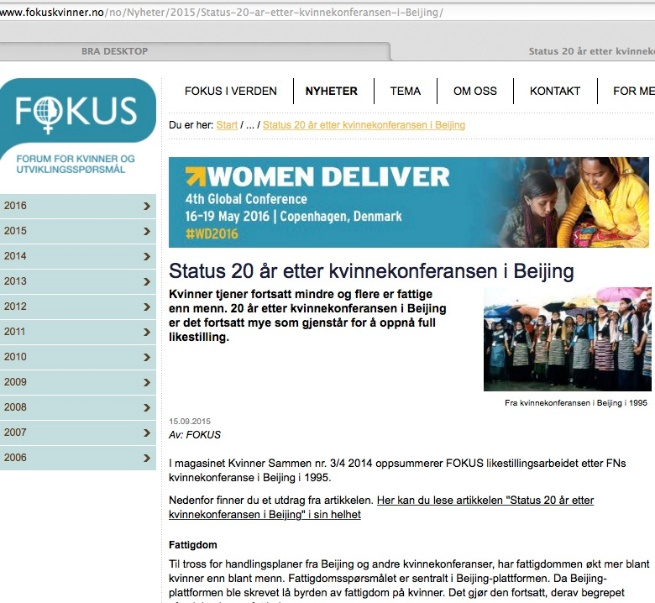 www.fokuskvinner.no/no/Nyheter/2015/Status-20-ar-etter-kvinnekonferansen-i-Beijing/
BRA DESKTOP
Status 20 år etter
FOKUS
FORUM FOR KVINNER OG
UTVIKLINGSSPØRSMÅL
FOKUS I VERDEN
NYHETER
TEMA
OM OSS
KONTAKT
FOR
Du er her: Start / ... / Status 20 år etter kvinnekonferansen i Beijing
2016
2015
2014
2013
2012
2011
2010
2009
2008
2007
2006
WOMEN DELIVER
4th Global Conference
16-19 May 2016 | Copenhagen, Denmark
#WD2016
Status 20 år etter kvinnekonferansen i Beijing
Kvinner tjener fortsatt mindre og flere er fattige
enn menn. 20 år etter kvinnekonferansen i Beijing
er det fortsatt mye som gjenstår for å oppnå full
likestilling.
Fra kvinnekonferansen i Beijing i 1995
15.09.2015
Av: FOKUS
I magasinet Kvinner Sammen nr. 3/4 2014 oppsummerer FOKUS likestillingsarbeidet etter FNs
kvinnekonferanse i Beijing i 1995.
Nedenfor finner du et utdrag fra artikkelen. Her kan du lese artikkelen "Status 20 år etter
kvinnekonferansen i Beijing" i sin helhet
Fattigdom
Til tross for handlingsplaner fra Beijing og andre kvinnekonferanser, har fattigdommen økt mer blant
kvinner enn blant menn. Fattigdomsspørsmålet er sentralt i Beijing-plattformen. Da Beijing-
plattformen ble skrevet lå byrden av fattigdom på kvinner. Det gjør den fortsatt, derav begrepet